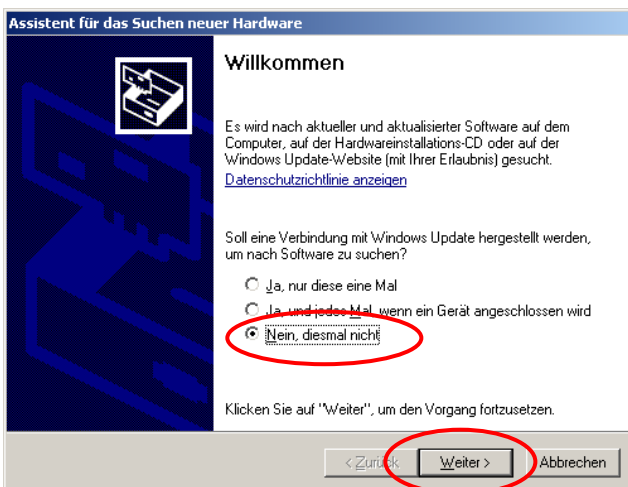 Assistent für das Suchen neuer Hardware
Willkommen
Es wird nach aktueller und aktualisierter Software auf dem
Computer, auf der Hardwareinstallations-CD oder auf der
Windows Update-Website (mit Ihrer Erlaubnis) gesucht.
Datenschutzrichtlinie anzeigen
Soll eine Verbindung mit Windows Update hergestellt werden,
um nach Software zu suchen?
Ja, nur diese eine Mal
Ja, und jedes Mal, wenn ein Gerät angeschlossen wird
Nein, diesmal nicht
Klicken Sie auf "Weiter", um den Vorgang fortzusetzen.
< Zurück Weiter > Abbrechen